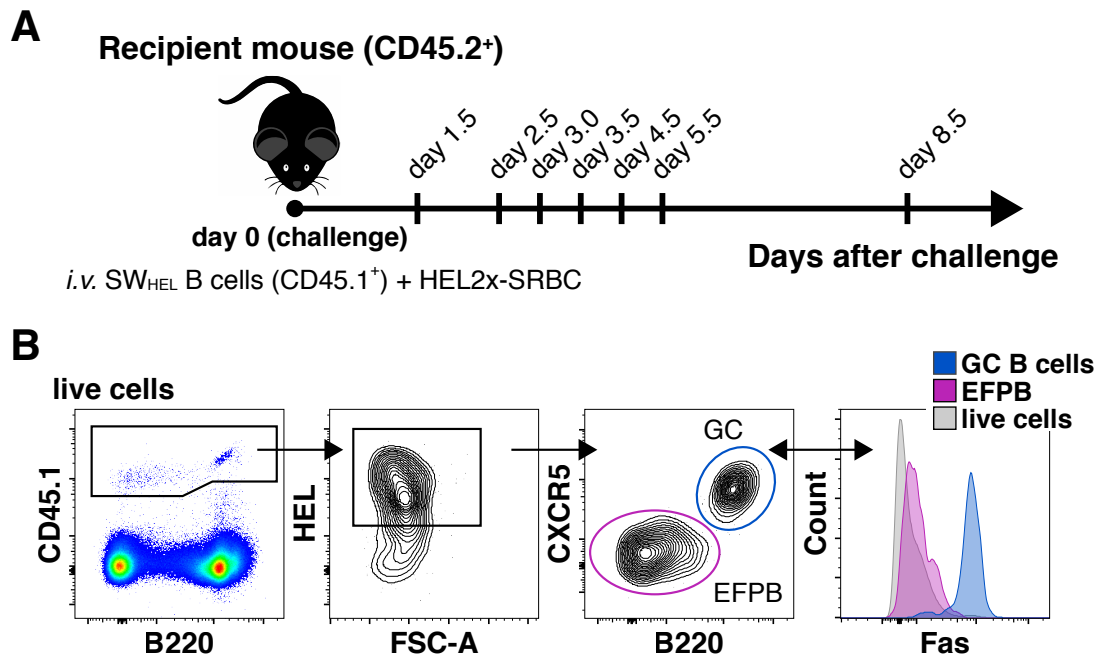 A
Recipient mouse (CD45.2⁺)
day 1.5
day 2.5
day 3.0
day 3.5
day 4.5
day 5.5
day 8.5
day 0 (challenge)
Days after challenge
i.v. SWHEL B cells (CD45.1⁺) + HEL2x-SRBC
B
live cells
GC B cells
EFPB
live cells
CD45.1
B220
HEL
FSC-A
CXCR5
GC
EFPB
B220
Count
Fas